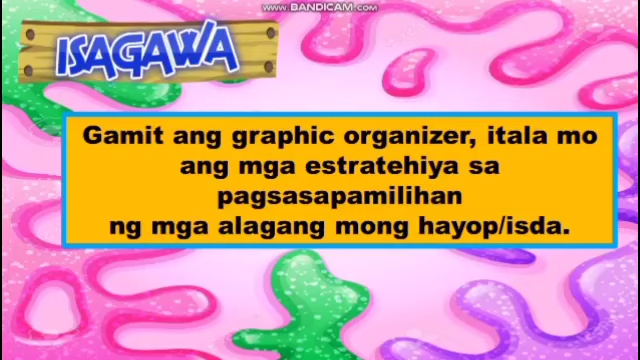 WWW.BANDICAM.COM
ISAGAWA
Gamit ang graphic organizer, itala mo
ang mga estratehiya sa
pagsasapamilihan
ng mga alagang mong hayop/isda.